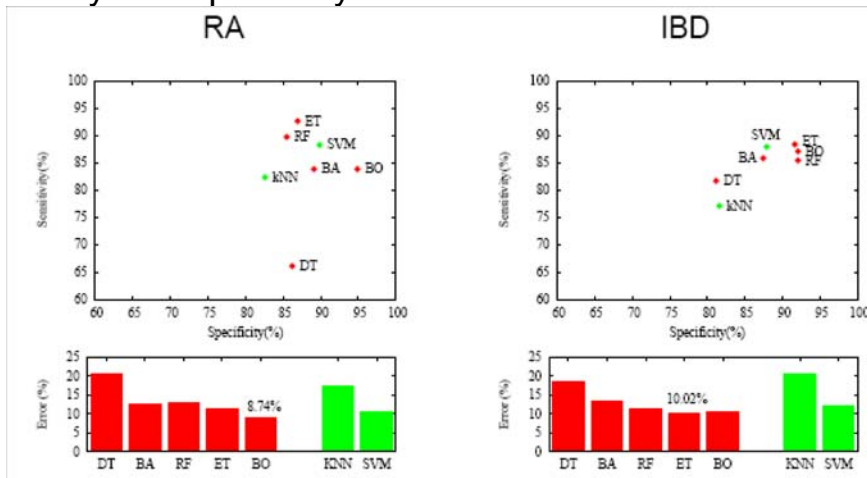 RA
IBD
100
95
90
85
80
75
70
65
60
Sensitivity(%)
ET
RF
SVM
kNN
BA
BO
DT
60 65 70 75 80 85 90 95 100
Specificity(%)
100
95
90
85
80
75
70
65
60
Sensitivity(%)
SVM
ET
BO
BA
RF
DT
kNN
60 65 70 75 80 85 90 95 100
Specificity(%)
25
20
15
10
5
0
Error (%)
8.74%
DT BA RF ET BO KNN SVM
25
20
15
10
5
0
Error (%)
10.02%
DT BA RF ET BO KNN SVM